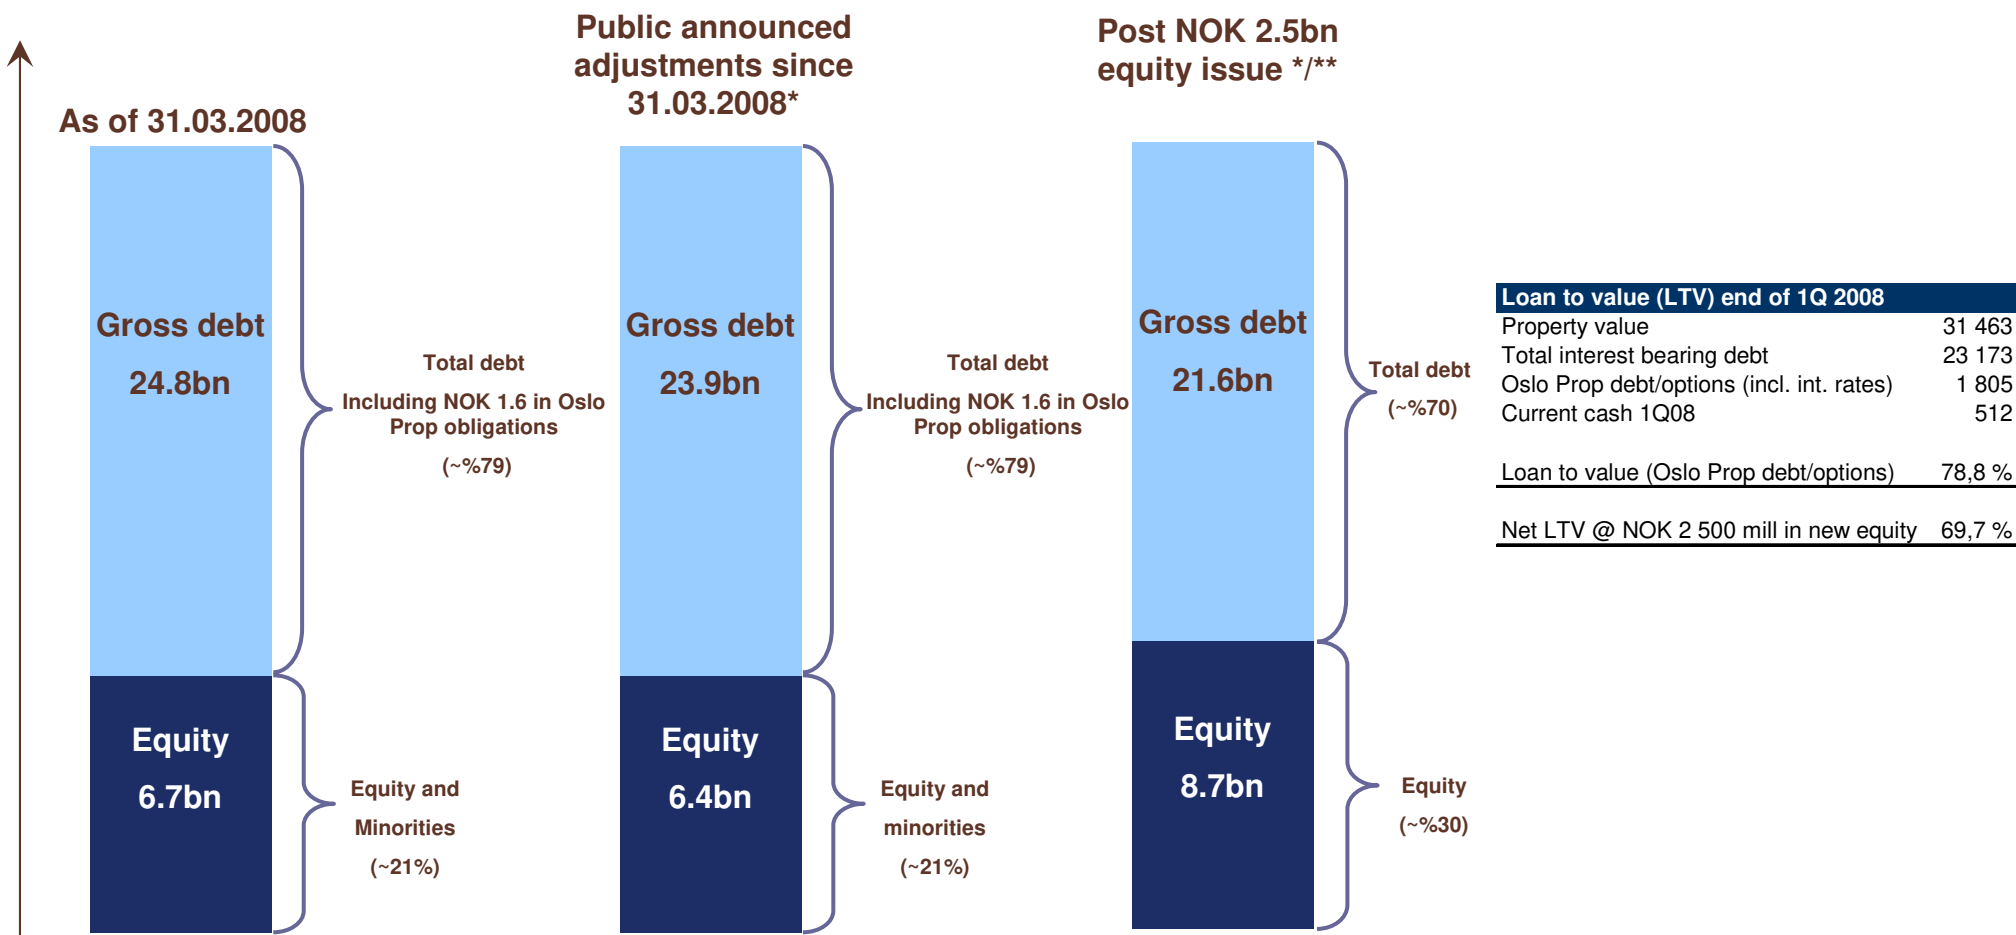 As of 31.03.2008
Gross debt
24.8bn
Equity
6.7bn
Total debt
Including NOK 1.6 in Oslo
Prop obligations
(~%79)
Equity and
Minorities
(~21%)
Public announced
adjustments since
31.03.2008*
Gross debt
23.9bn
Equity
6.4bn
Total debt
Including NOK 1.6 in Oslo
Prop obligations
(~%79)
Equity and
minorities
(~21%)
Post NOK 2.5bn
equity issue */**
Gross debt
21.6bn
Equity
8.7bn
Total debt
(~%70)
Equity
(~%30)
Loan to value (LTV) end of 1Q 2008
Property value 31 463
Total interest bearing debt 23 173
Oslo Prop debt/options (incl. int. rates) 1 805
Current cash 1Q08 512
Loan to value (Oslo Prop debt/options) 78,8 %
Net LTV @ NOK 2 500 mill in new equity 69,7 %